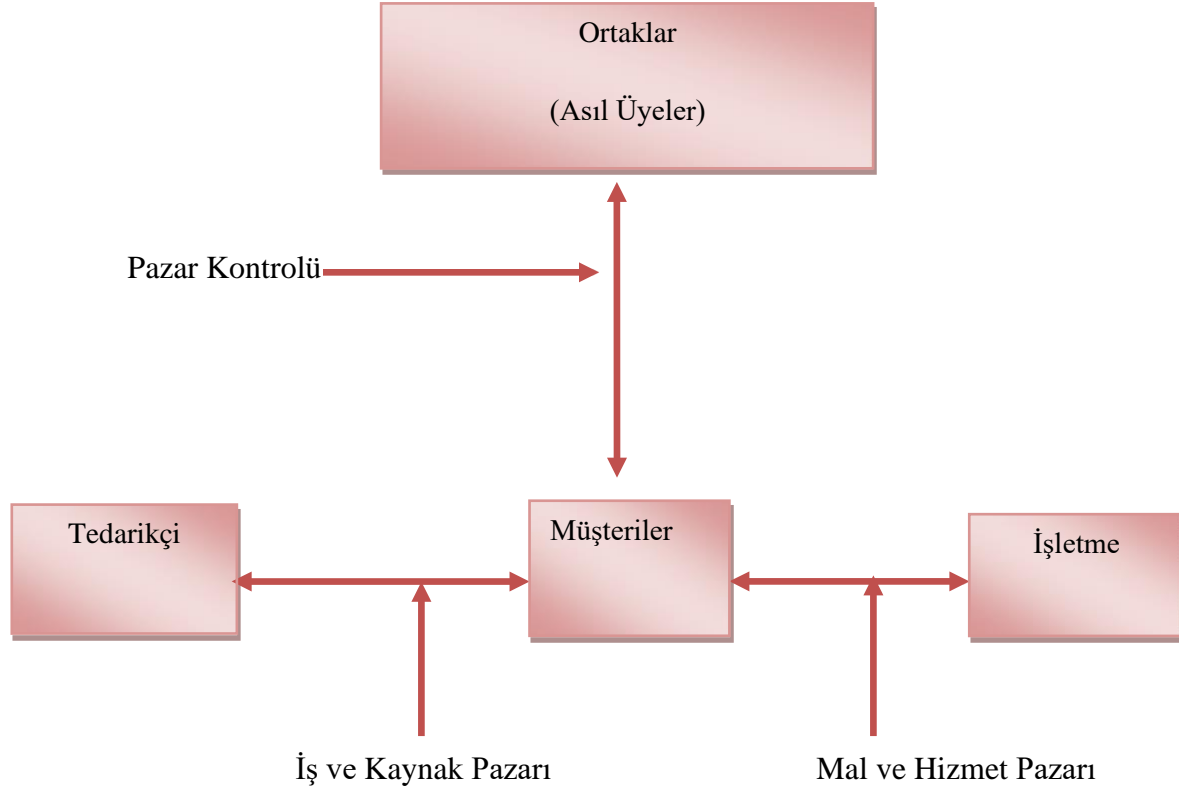 Ortaklar
(Asıl Üyeler)
Pazar Kontrolü
Tedarikçi
Müşteriler
İşletme
İş ve Kaynak Pazarı
Mal ve Hizmet Pazarı